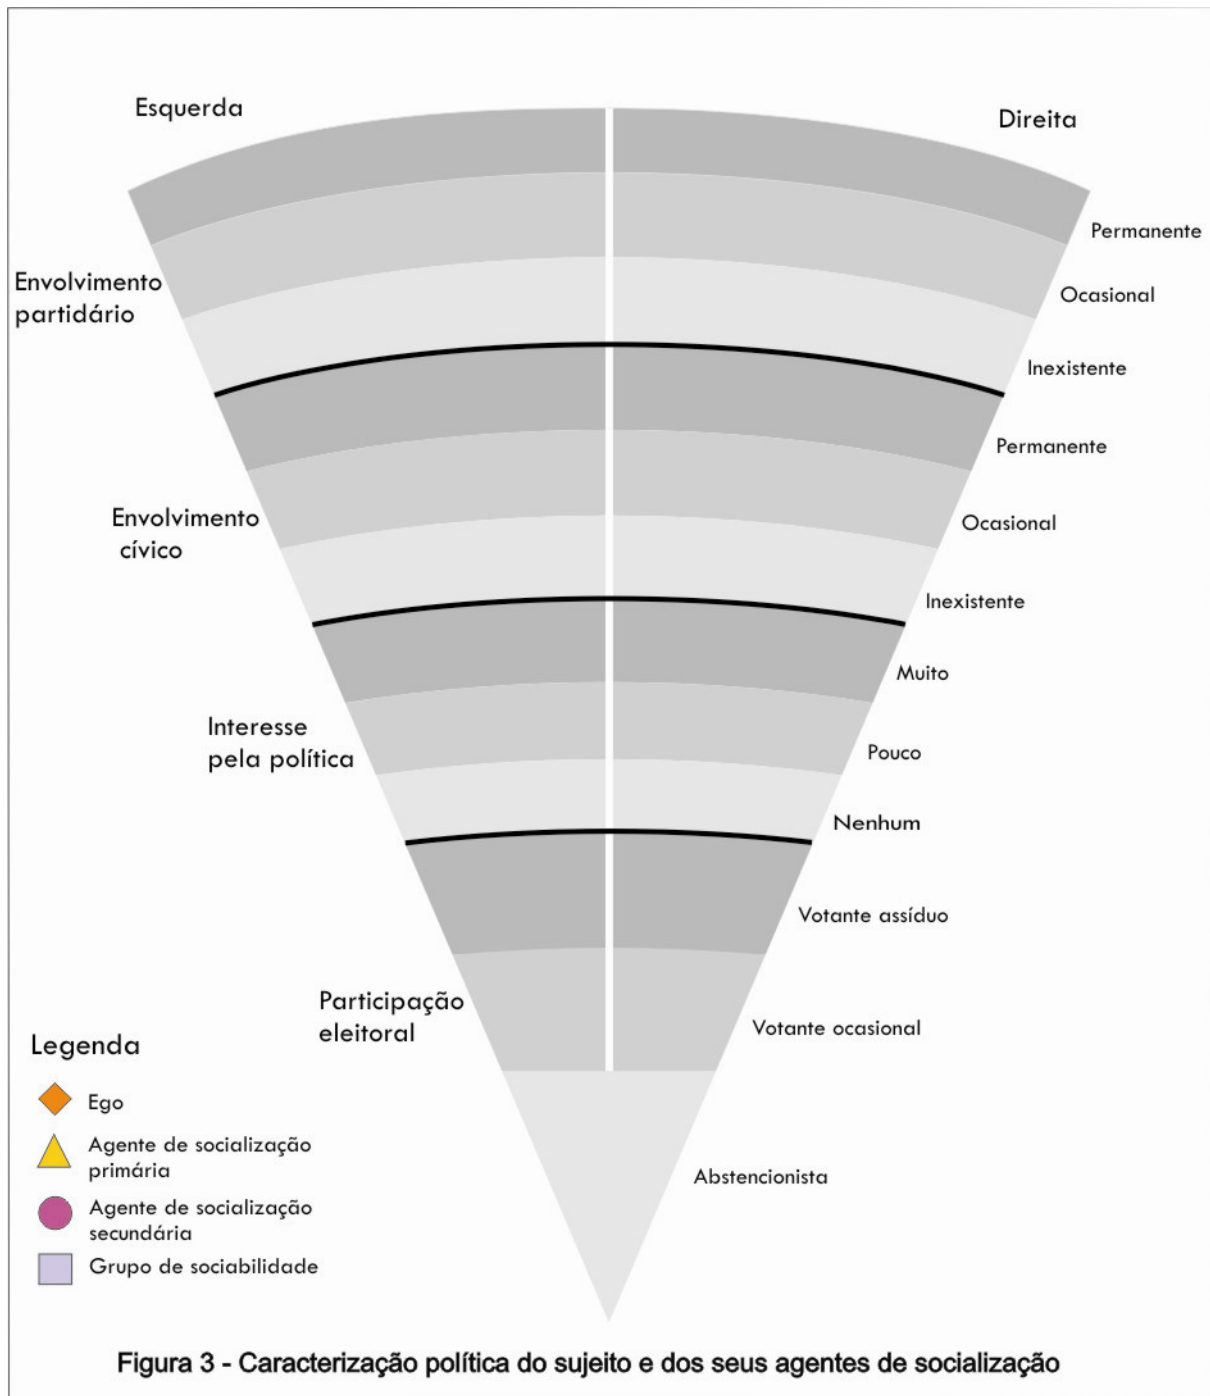 Esquerda
Direita
Permanente
Envolvimento
partidário
Ocasional
Inexistente
Permanente
Envolvimento
cívico
Ocasional
Inexistente
Muito
Interesse
pela política
Pouco
Nenhum
Votante assíduo
Participação
eleitoral
Votante ocasional
Legenda
Ego
Agente de socialização
primária
Abstencionista
Agente de socialização
secundária
Grupo de sociabilidade
Figura 3 - Caracterização política do sujeito e dos seus agentes de socialização